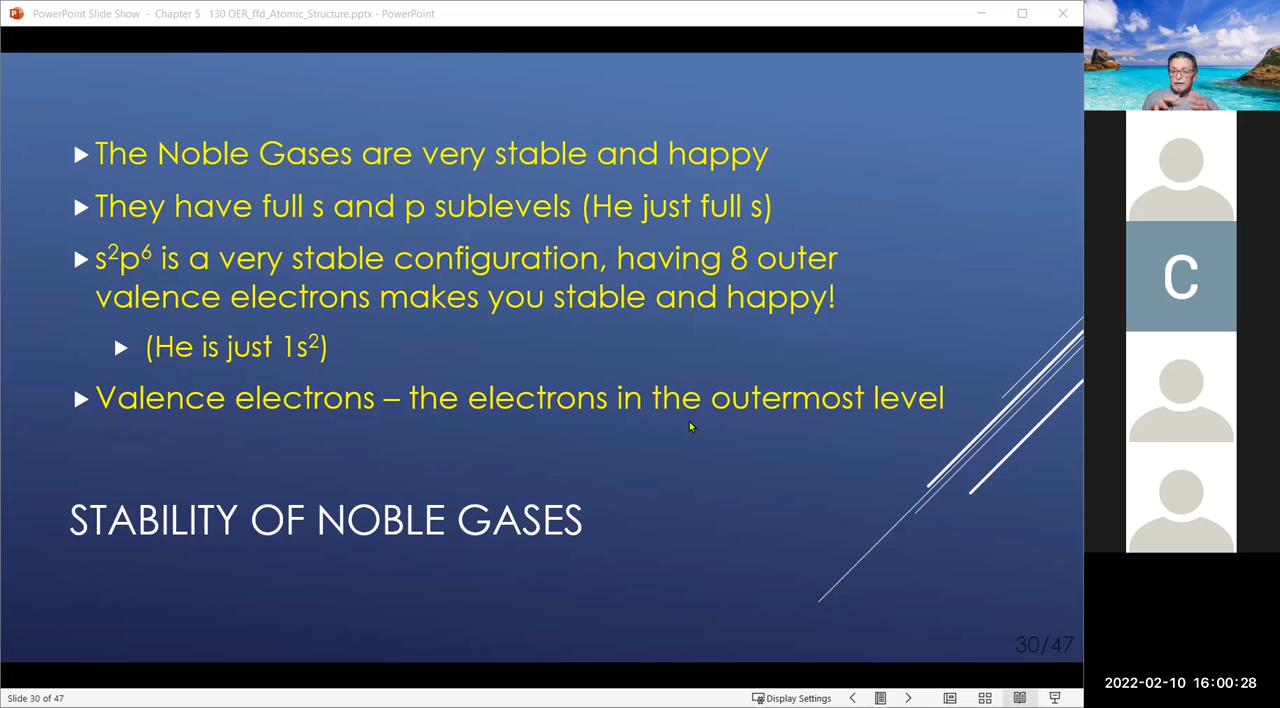 PowerPoint Slide Show - Chapter 5 130 OER_ffd_Atomic_Structure.pptx - PowerPoint
The Noble Gases are very stable and happy
They have full s and p sublevels (He just full s)
s²p⁶ is a very stable configuration, having 8 outer
valence electrons makes you stable and happy!
(He is just 1s²)
Valence electrons – the electrons in the outermost level
STABILITY OF NOBLE GASES
30/47
C
Slide 30 of 47
Display Settings
2022-02-10 16:00:28